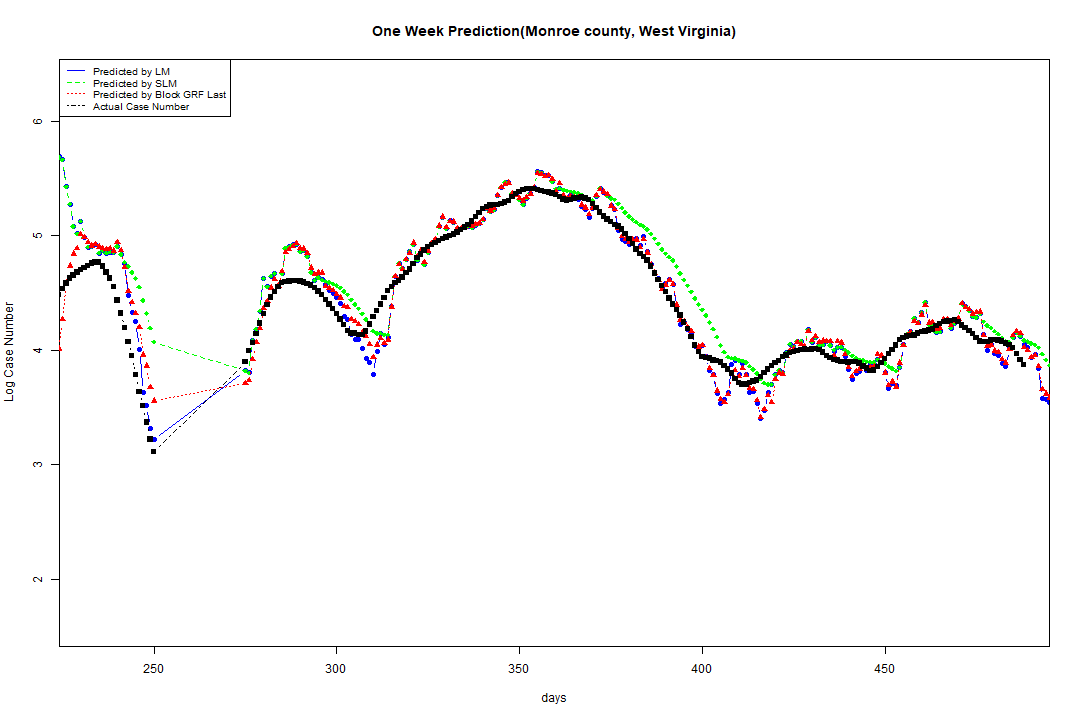 One Week Prediction(Monroe county, West Virginia)
Predicted by LM
Predicted by SLM
Predicted by Block GRF Last
Actual Case Number
Log Case Number
6
5
4
3
2
250
300
350
400
450
days